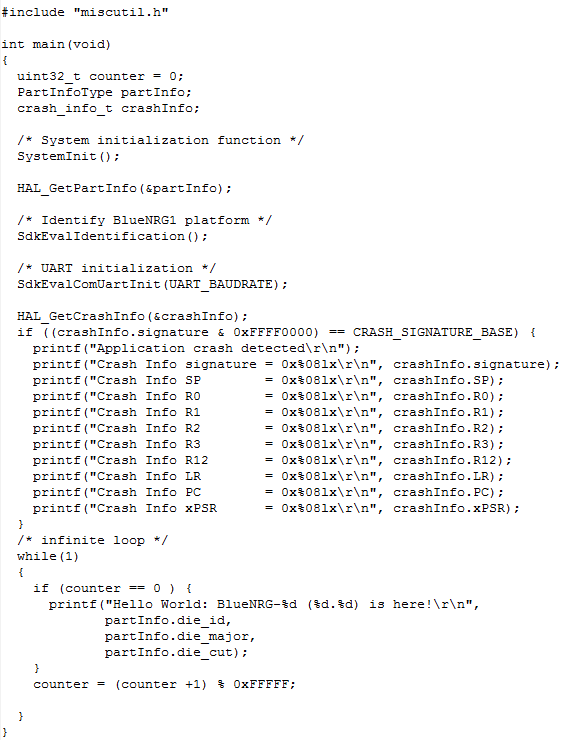 #include "miscutil.h"

int main(void)
{
  uint32_t counter = 0;
  PartInfoType partInfo;
  crash_info_t crashInfo;

  /* System initialization function */
  SystemInit();

  HAL_GetPartInfo(&partInfo);

  /* Identify BlueNRG1 platform */
  SdkEvalIdentification();

  /* UART initialization */
  SdkEvalComUartInit(UART_BAUDRATE);

  HAL_GetCrashInfo(&crashInfo);
  if ((crashInfo.signature & 0xFFFF0000) == CRASH_SIGNATURE_BASE) {
    printf("Application crash detected\r\n");
    printf("Crash Info signature = 0x%08lx\r\n", crashInfo.signature);
    printf("Crash Info SP        = 0x%08lx\r\n", crashInfo.SP);
    printf("Crash Info R0        = 0x%08lx\r\n", crashInfo.R0);
    printf("Crash Info R1        = 0x%08lx\r\n", crashInfo.R1);
    printf("Crash Info R2        = 0x%08lx\r\n", crashInfo.R2);
    printf("Crash Info R3        = 0x%08lx\r\n", crashInfo.R3);
    printf("Crash Info R12       = 0x%08lx\r\n", crashInfo.R12);
    printf("Crash Info LR        = 0x%08lx\r\n", crashInfo.LR);
    printf("Crash Info PC        = 0x%08lx\r\n", crashInfo.PC);
    printf("Crash Info xPSR      = 0x%08lx\r\n", crashInfo.xPSR);
  }
  /* infinite loop */
  while(1)
  {
    if (counter == 0 ) {
      printf("Hello World: BlueNRG-%d (%d.%d) is here!\r\n",
             partInfo.die_id,
             partInfo.die_major,
             partInfo.die_cut);
    }
    counter = (counter +1) % 0xFFFFF;

  }
}